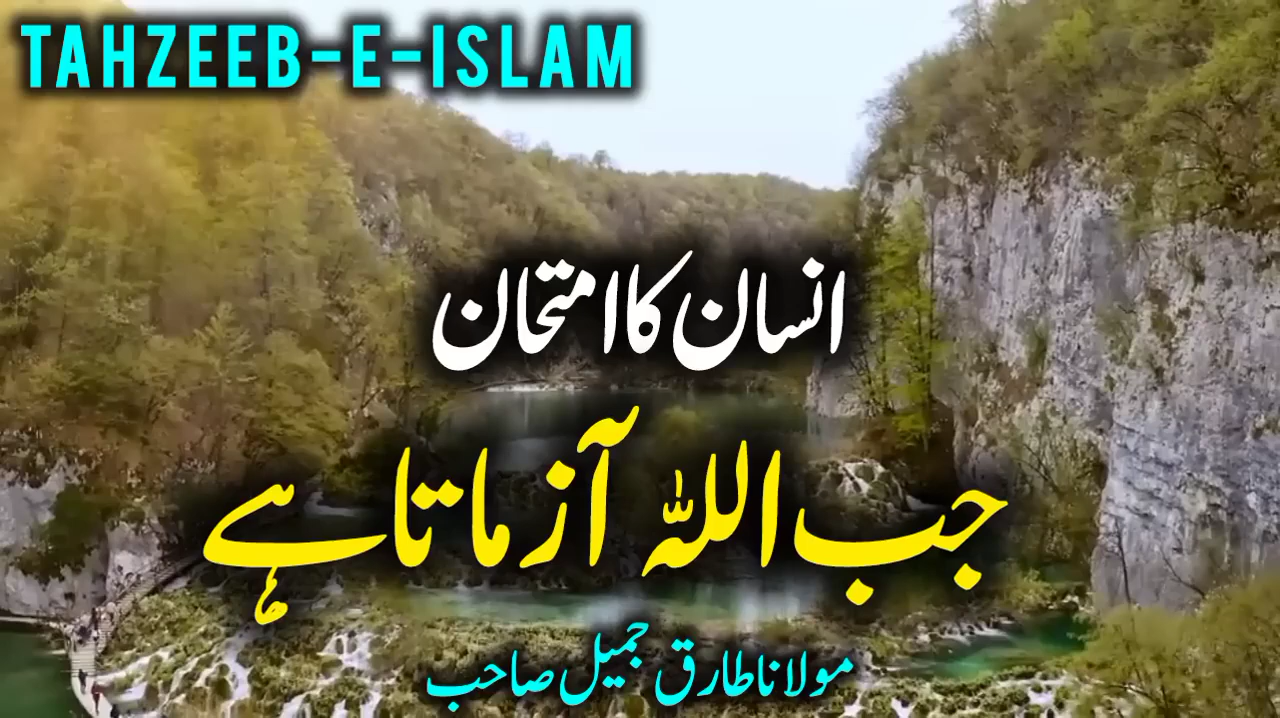 TAHZEEB-E-ISLAM
انسان کا امتحان
جب اللہ آزماتا ہے
مولانا طارق جمیل صاحب